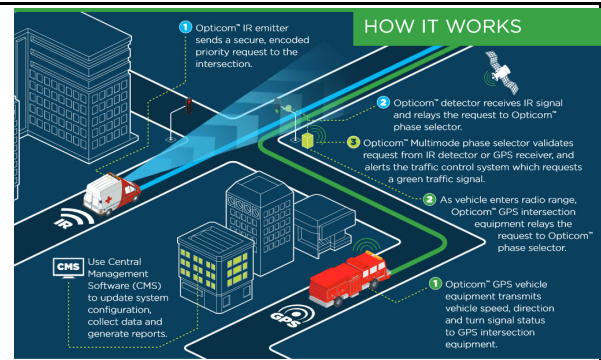 HOW IT WORKS
1 Opticom™ IR emitter
sends a secure, encoded
priority request to the
intersection.
2 Opticom™ detector receives IR signal
and relays the request to Opticom™
phase selector.
3 Opticom™ Multimode phase selector validates
request from IR detector or GPS receiver, and
alerts the traffic control system which requests
a green traffic signal.
2 As vehicle enters radio range,
Opticom™ GPS intersection
equipment relays the
request to Opticom™
phase selector.
IR
CMS
Use Central
Management
Software (CMS)
to update system
configuration,
collect data and
generate reports.
GPS
1 Opticom™ GPS vehicle
equipment transmits
vehicle speed, direction
and turn signal status
to GPS intersection
equipment.